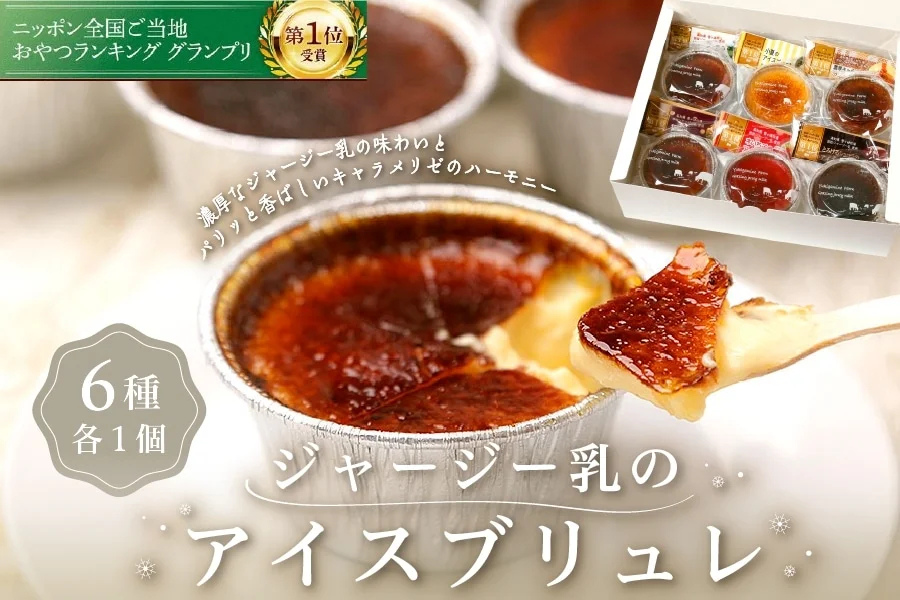 ニッポン全国ご当地
おやつランキング グランプリ
第1位
受賞
濃厚なジャージー乳の味わいと
パリッと香ばしいキャラメリゼのハーモニー
6種
各1個
ジャージー乳の
アイスブリュレ